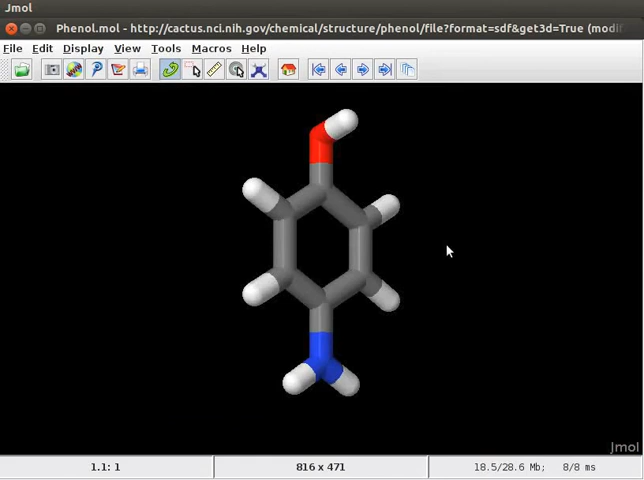 Jmol
Phenol.mol - http://cactus.nci.nih.gov/chemical/structure/phenol/file?format=sdf&get3d=True (modif
File Edit Display View Tools Macros Help
Jmol
1.1: 1 816 x 471 18.5/28.6 Mb; 8/8 ms